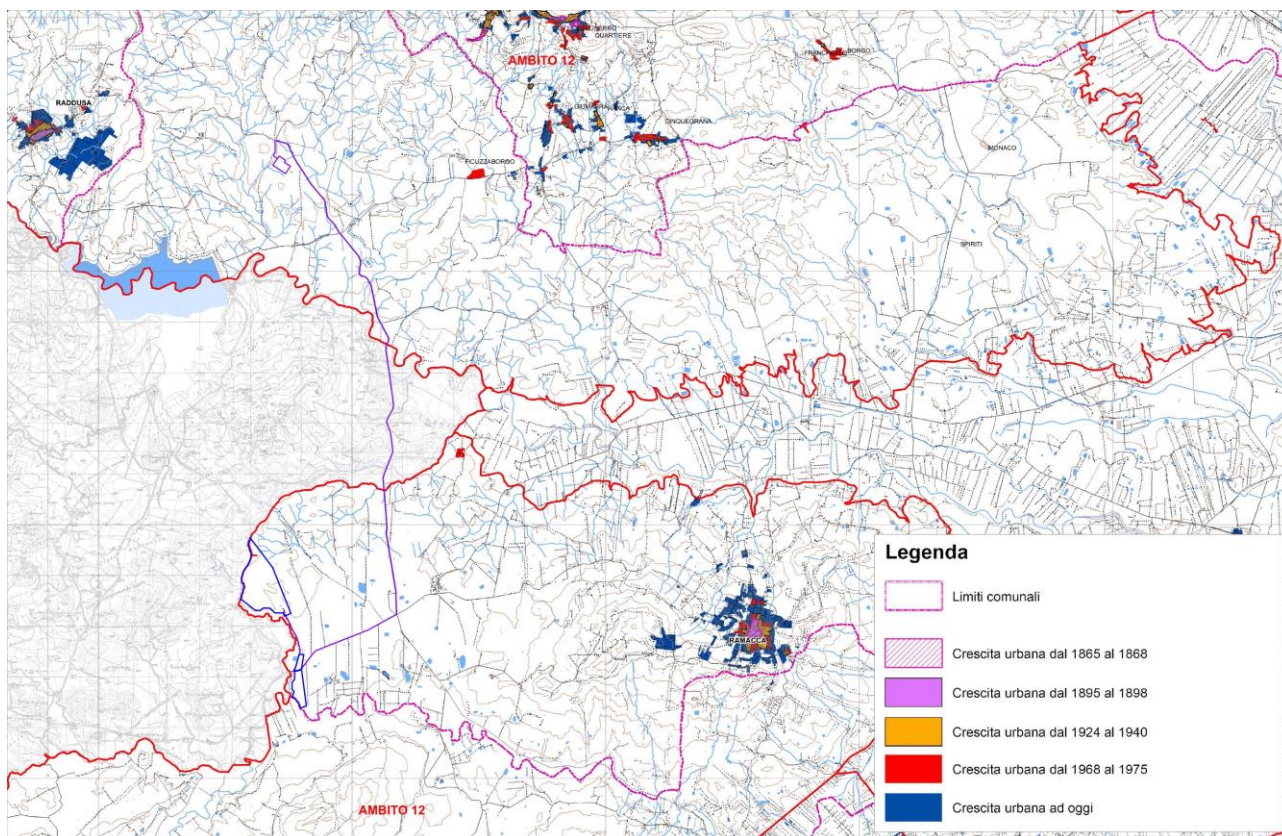 QUARTIERE
AMBITO 12
BORGO
RADDUSA
CINQUEGRANA
MONACO
FICUZZABORGO
SPIRITI
RAMACCA
AMBITO 12
Legenda
Limiti comunali
Crescita urbana dal 1865 al 1868
Crescita urbana dal 1895 al 1898
Crescita urbana dal 1924 al 1940
Crescita urbana dal 1968 al 1975
Crescita urbana ad oggi